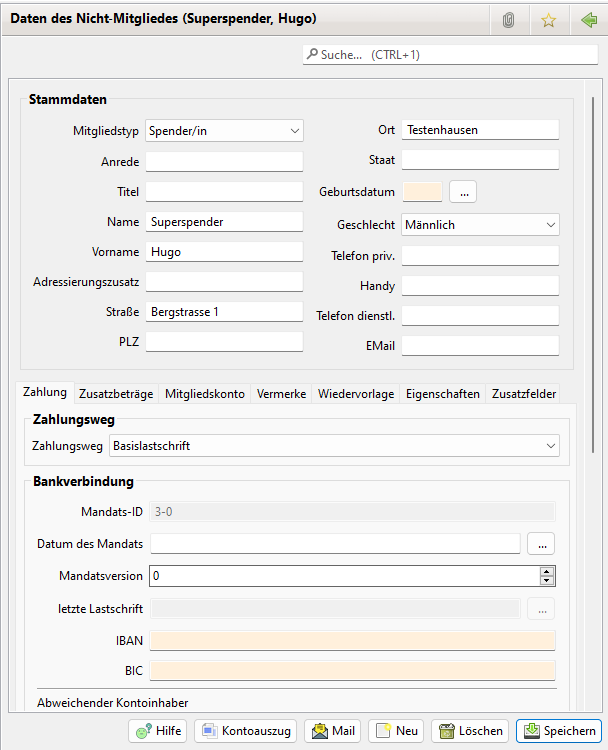 Daten des Nicht-Mitgliedes (Superspender, Hugo)
Suche... (CTRL+1)
Stammdaten
Mitgliedstyp Spender/in
Anrede
Titel
Name Superspender
Vorname Hugo
Adressierungszusatz
Straße Bergstrasse 1
PLZ
Ort Testenhausen
Staat
Geburtsdatum ...
Geschlecht Männlich
Telefon priv.
Handy
Telefon dienstl.
EMail
Zahlung Zusatzbeträge Mitgliedskonto Vermerke Wiedervorlage Eigenschaften Zusatzfelder
Zahlungsweg
Zahlungsweg Basislastschrift
Bankverbindung
Mandats-ID 3-0
Datum des Mandats ...
Mandatsversion 0
letzte Lastschrift ...
IBAN
BIC
Abweichender Kontoinhaber
Hilfe Kontoauszug Mail Neu Löschen Speichern